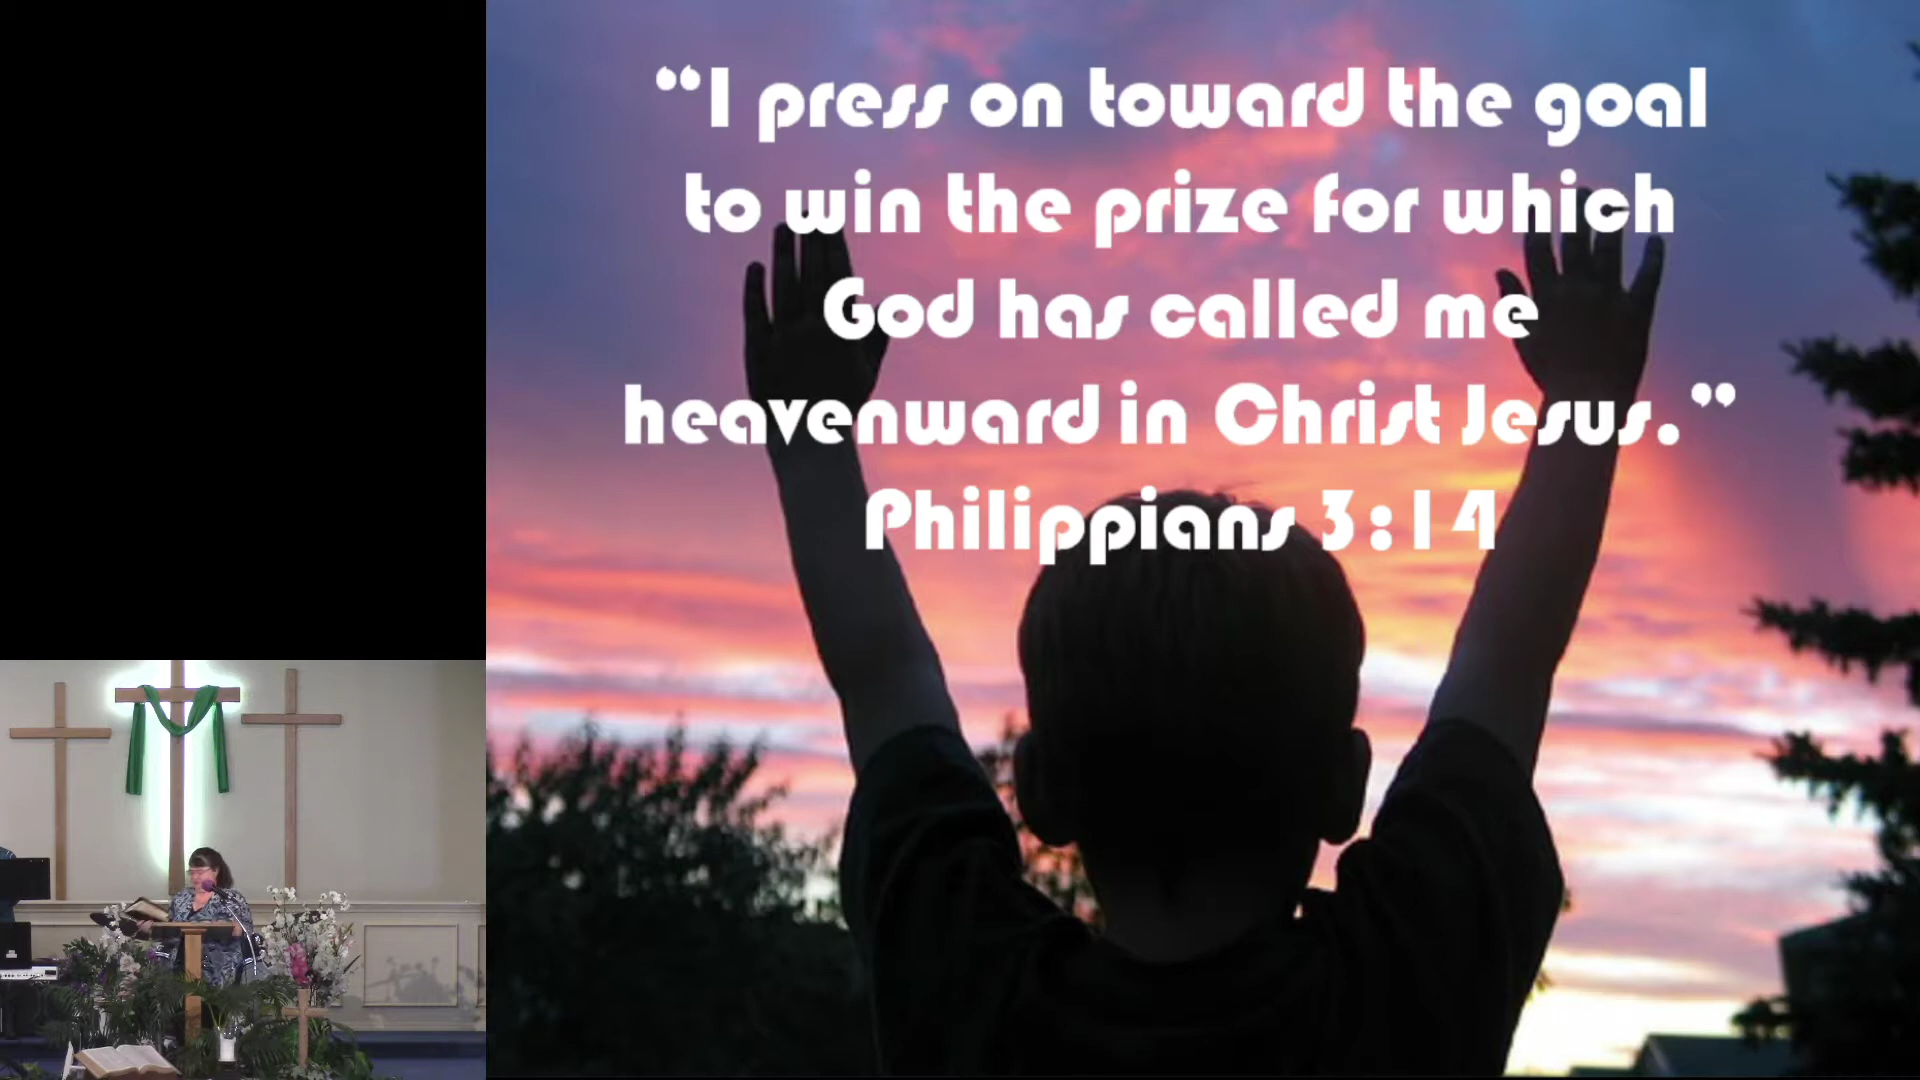 “I press on toward the goal
to win the prize for which
God has called me
heavenward in Christ Jesus.”
Philippians 3:14